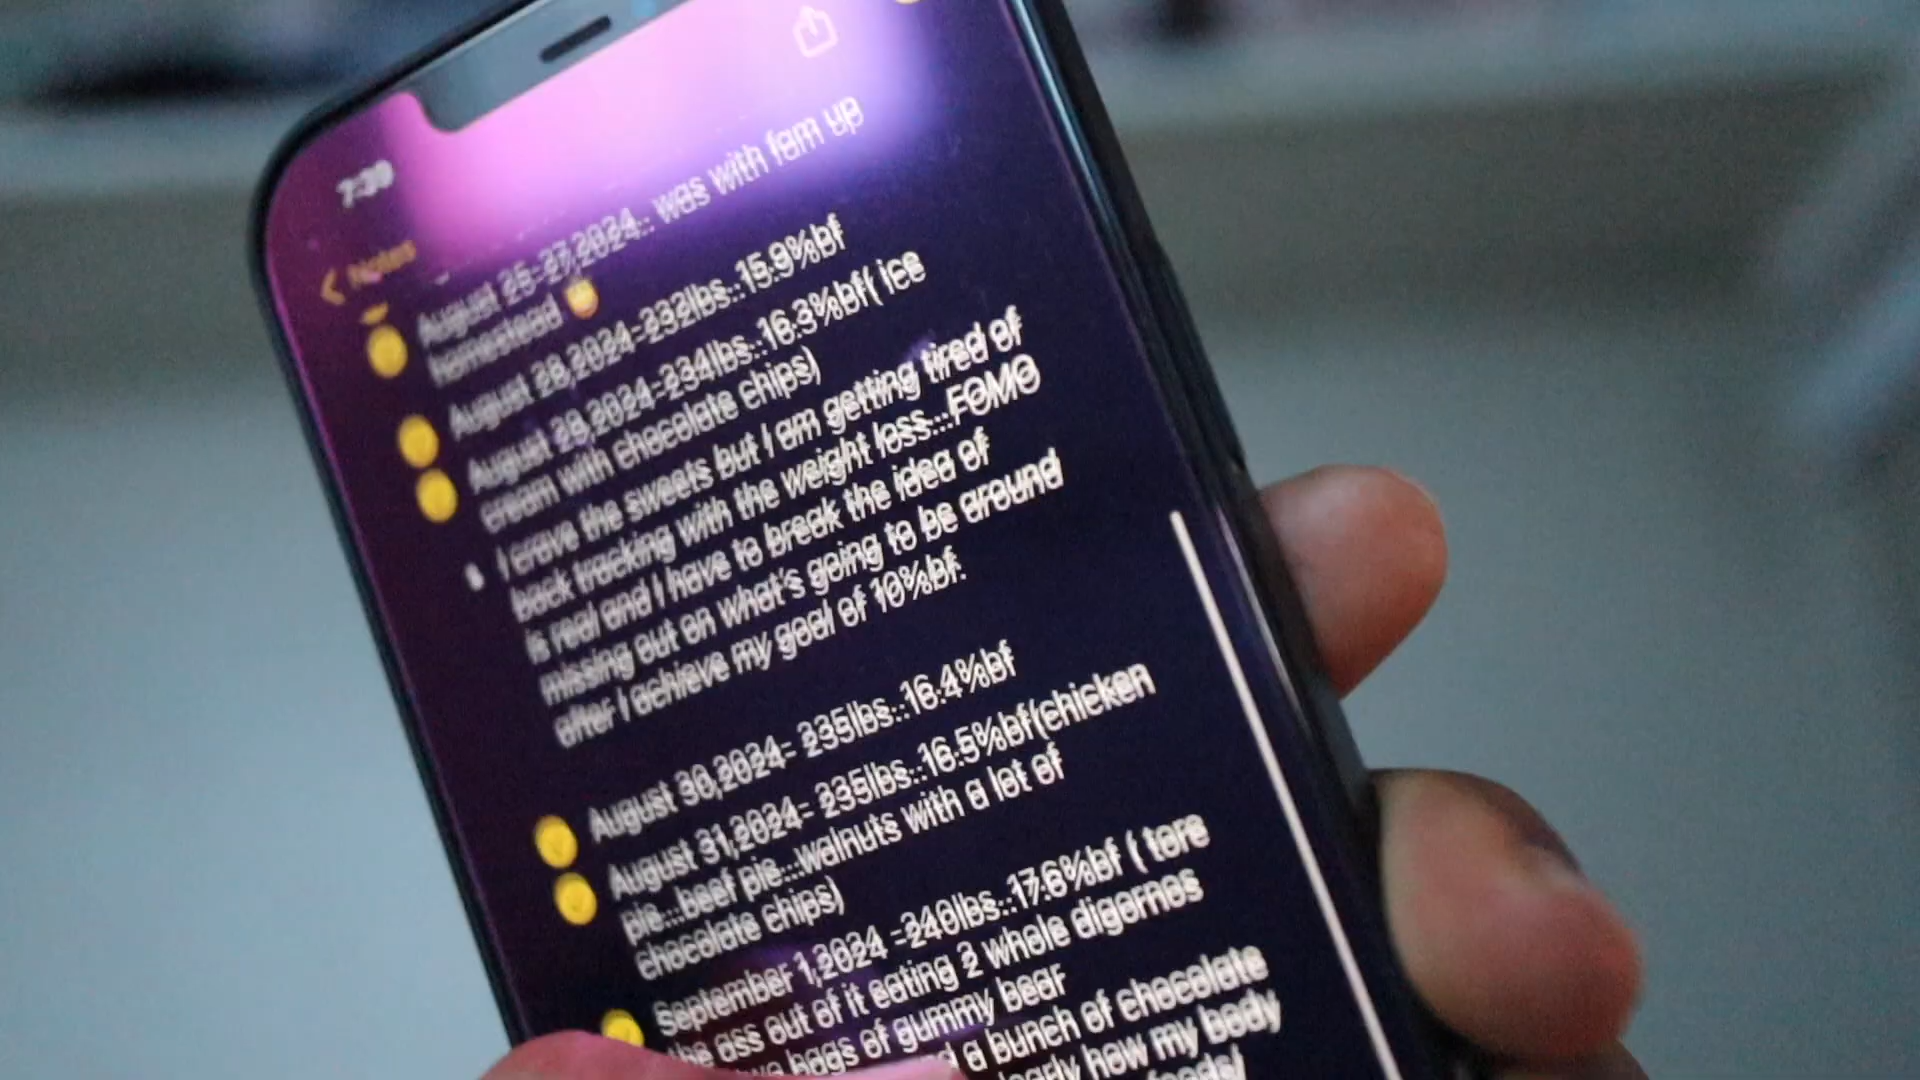 7:39
Notes
August 25-27,2024:: was with fam up
homestead
August 28,2024-232lbs::15.9%bf
August 29,2024-234lbs::16.3%bf( ice
cream with chocolate chips)
I crave the sweets but I am getting tired of
back tracking with the weight loss:::FOMO
is real and I have to break the idea of
missing out on what's going to be around
after I achieve my goal of 10%bf.
August 30,2024- 235lbs::16.4%bf
August 31,2024- 235lbs::16.5%bf(chicken
pie:::beef pie:::walnuts with a lot of
chocolate chips)
September 1,2024 -240lbs::17.6%bf ( tore
the ass out of it eating 2 whole digornos
bags of gummy bear
a bunch of chocolate
how my body
foods/